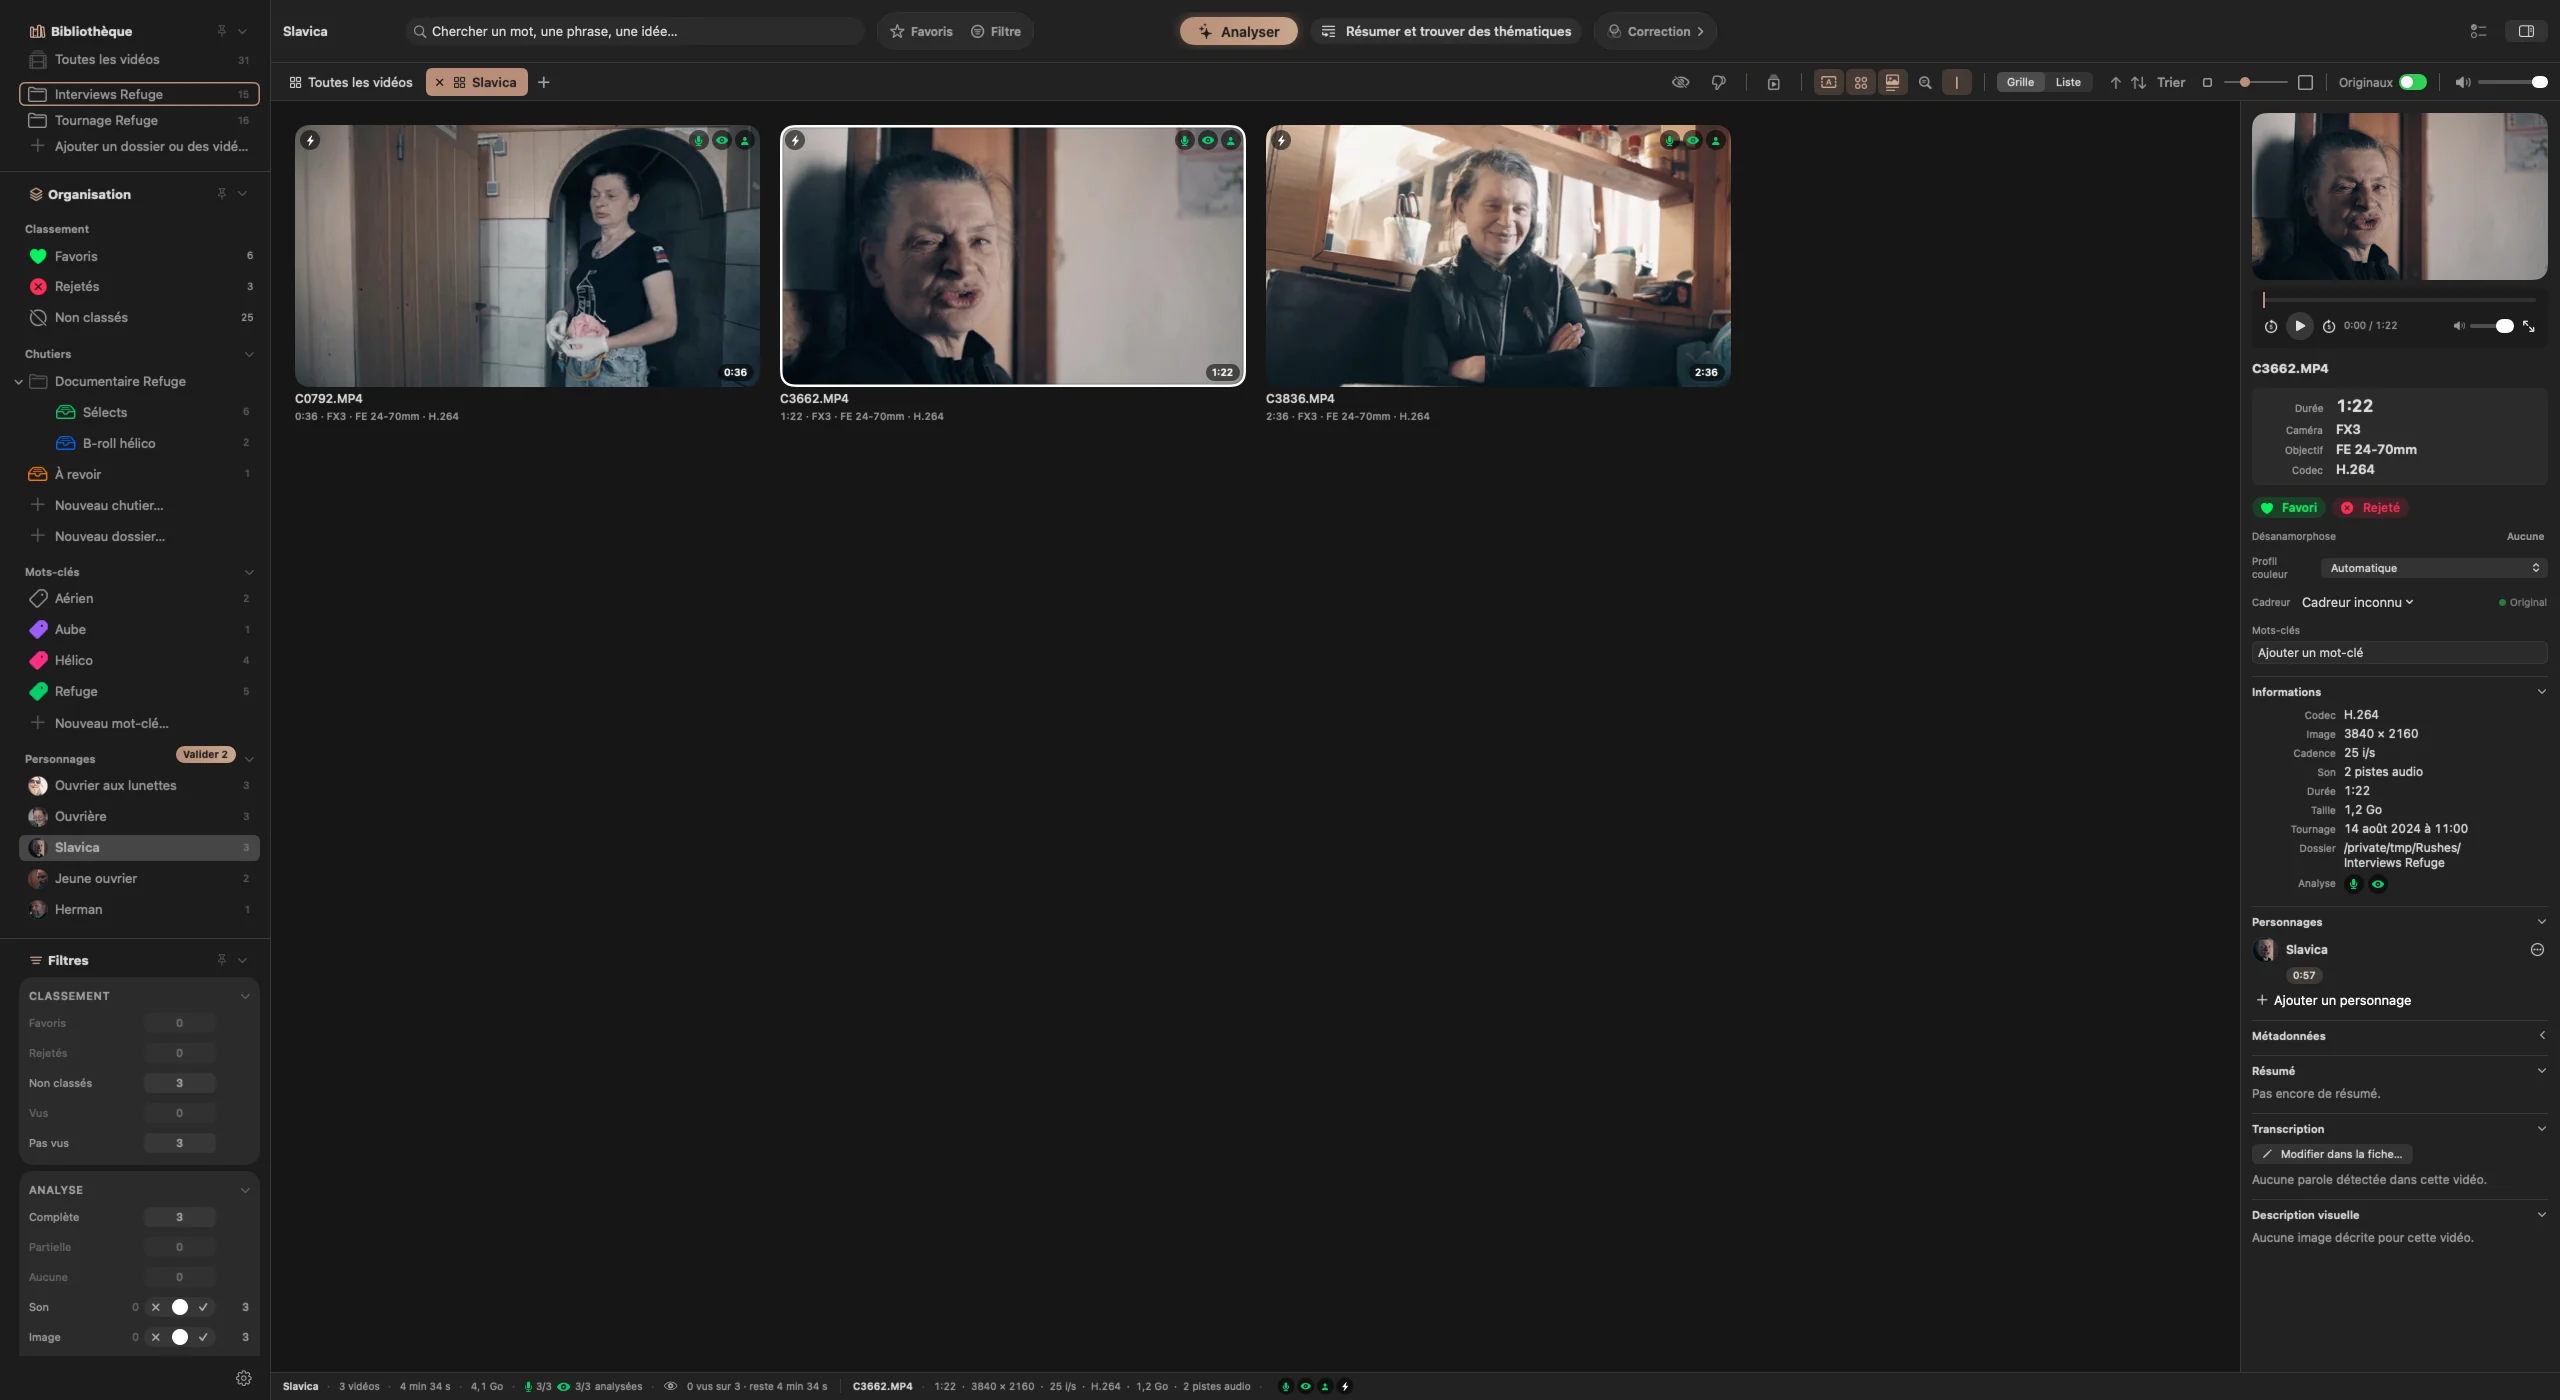 Bibliothèque
Toutes les vidéos 31
Interviews Refuge 15
Tournage Refuge 16
Ajouter un dossier ou des vidé...
Organisation
Classement
Favoris 6
Rejetés 3
Non classés 25
Chutiers
Documentaire Refuge
Sélects 6
B-roll hélico 2
À revoir 1
Nouveau chutier...
Nouveau dossier...
Mots-clés
Aérien 2
Aube 1
Hélico 4
Refuge 5
Nouveau mot-clé...
Personnages Valider 2
Ouvrier aux lunettes 3
Ouvrière 3
Slavica 3
Jeune ouvrier 2
Herman 1
Filtres
CLASSEMENT
Favoris 0
Rejetés 0
Non classés 3
Vus 0
Pas vus 3
ANALYSE
Complète 3
Partielle 0
Aucune 0
Son 0 3
Image 0 3
Slavica
Chercher un mot, une phrase, une idée...
Favoris Filtre
Analyser
Résumer et trouver des thématiques
Correction
Toutes les vidéos
Slavica
Grille Liste
Trier
Originaux
0:36
C0792.MP4
0:36 · FX3 · FE 24-70mm · H.264
1:22
C3662.MP4
1:22 · FX3 · FE 24-70mm · H.264
2:36
C3836.MP4
2:36 · FX3 · FE 24-70mm · H.264
0:00 / 1:22
C3662.MP4
Durée 1:22
Caméra FX3
Objectif FE 24-70mm
Codec H.264
Favori Rejeté
Désanamorphose Aucune
Profil couleur Automatique
Cadreur Cadreur inconnu Original
Mots-clés
Ajouter un mot-clé
Informations
Codec H.264
Image 3840 × 2160
Cadence 25 i/s
Son 2 pistes audio
Durée 1:22
Taille 1,2 Go
Tournage 14 août 2024 à 11:00
Dossier /private/tmp/Rushes/
Interviews Refuge
Analyse
Personnages
Slavica
0:57
Ajouter un personnage
Métadonnées
Résumé
Pas encore de résumé.
Transcription
Modifier dans la fiche...
Aucune parole détectée dans cette vidéo.
Description visuelle
Aucune image décrite pour cette vidéo.
Slavica · 3 vidéos · 4 min 34 s · 4,1 Go · 3/3 3/3 analysées · 0 vus sur 3 · reste 4 min 34 s
C3662.MP4 · 1:22 · 3840 × 2160 · 25 i/s · H.264 · 1,2 Go · 2 pistes audio ·